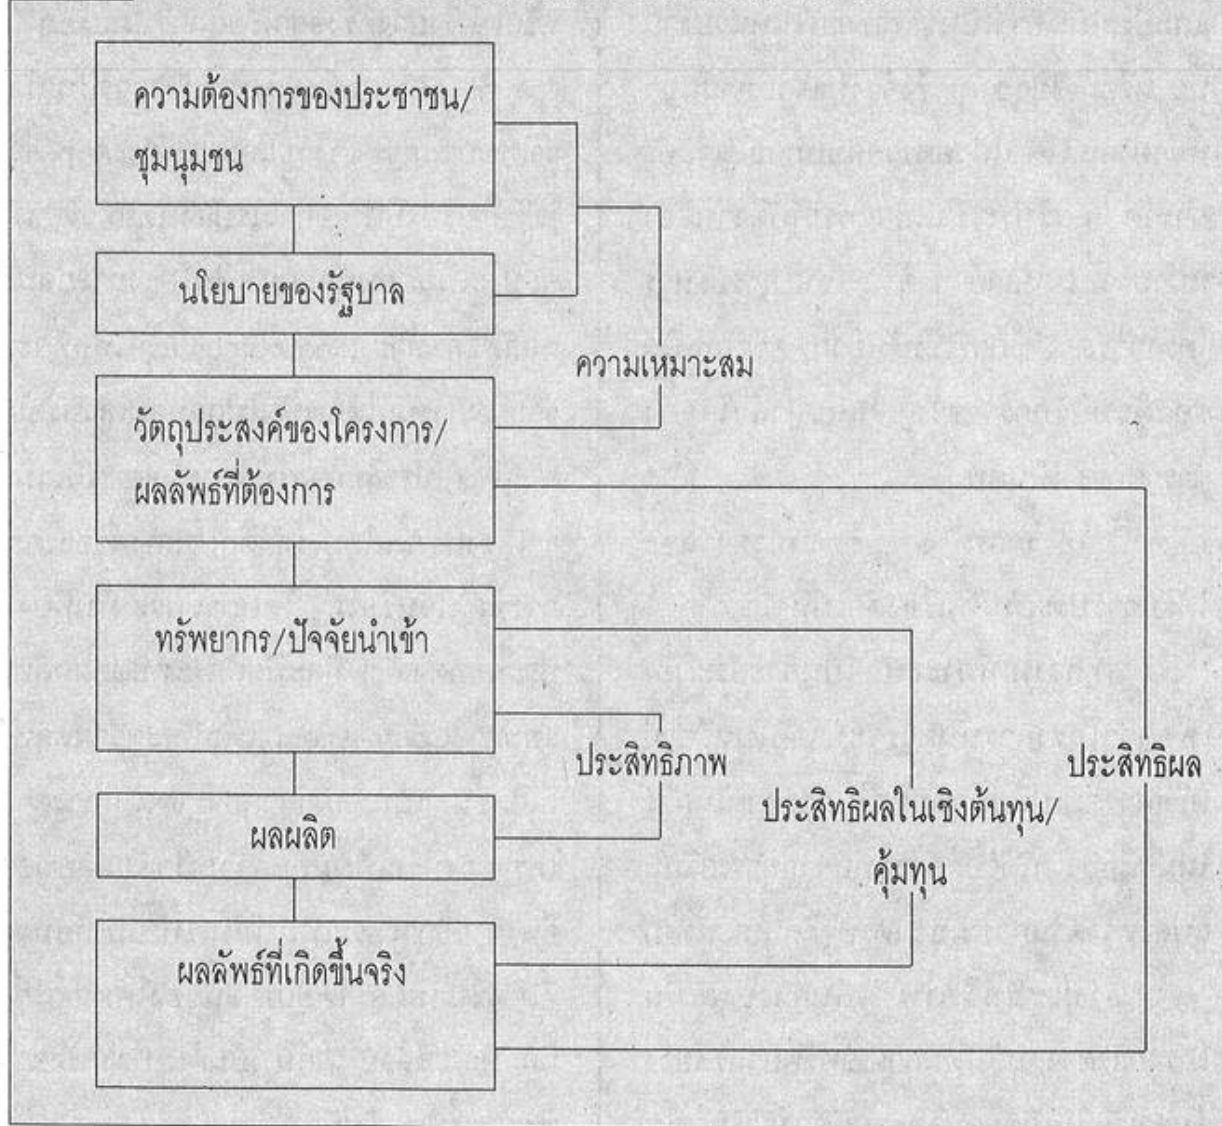 ความต้องการของประชาชน/
ชุมนุมชน
นโยบายของรัฐบาล
ความเหมาะสม
วัตถุประสงค์ของโครงการ/
ผลลัพธ์ที่ต้องการ
ทรัพยากร/ปัจจัยนำเข้า
ประสิทธิภาพ
ประสิทธิผล
ประสิทธิผลในเชิงต้นทุน/
คุ้มทุน
ผลผลิต
ผลลัพธ์ที่เกิดขึ้นจริง